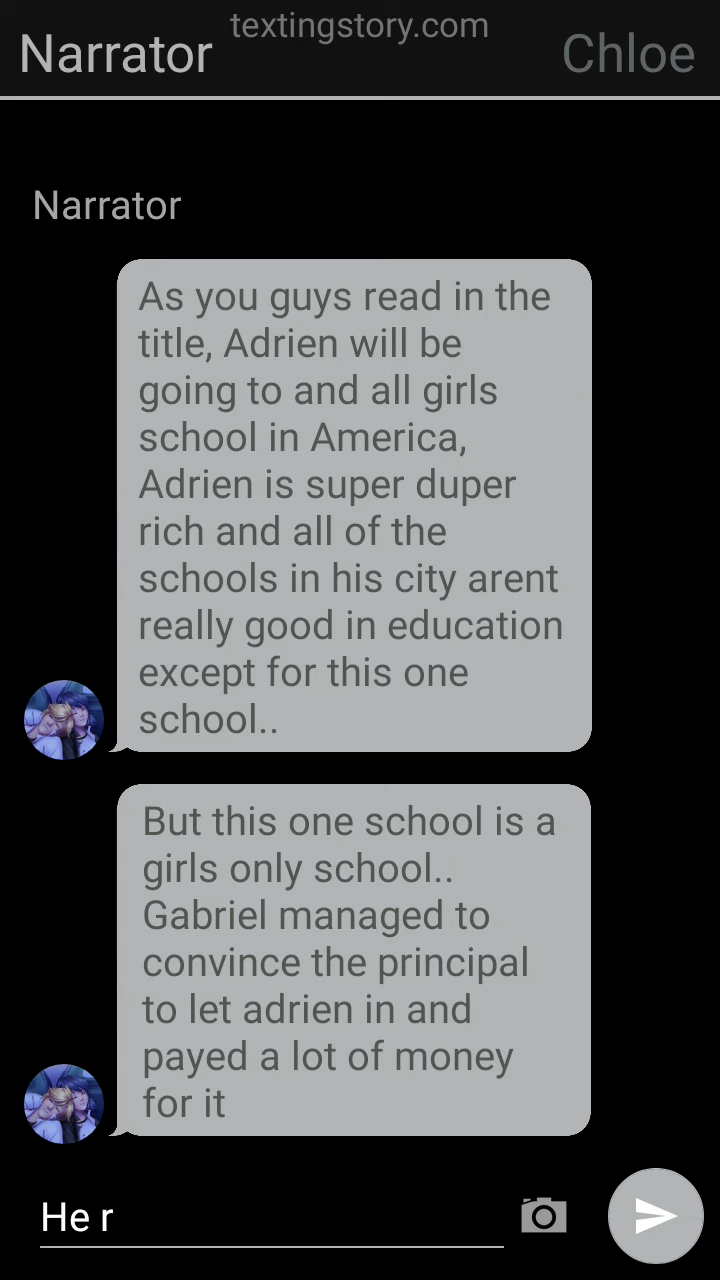 textingstory.com
Narrator
Chloe
Narrator
As you guys read in the
title, Adrien will be
going to and all girls
school in America,
Adrien is super duper
rich and all of the
schools in his city arent
really good in education
except for this one
school..
But this one school is a
girls only school..
Gabriel managed to
convince the principal
to let adrien in and
payed a lot of money
for it
He r